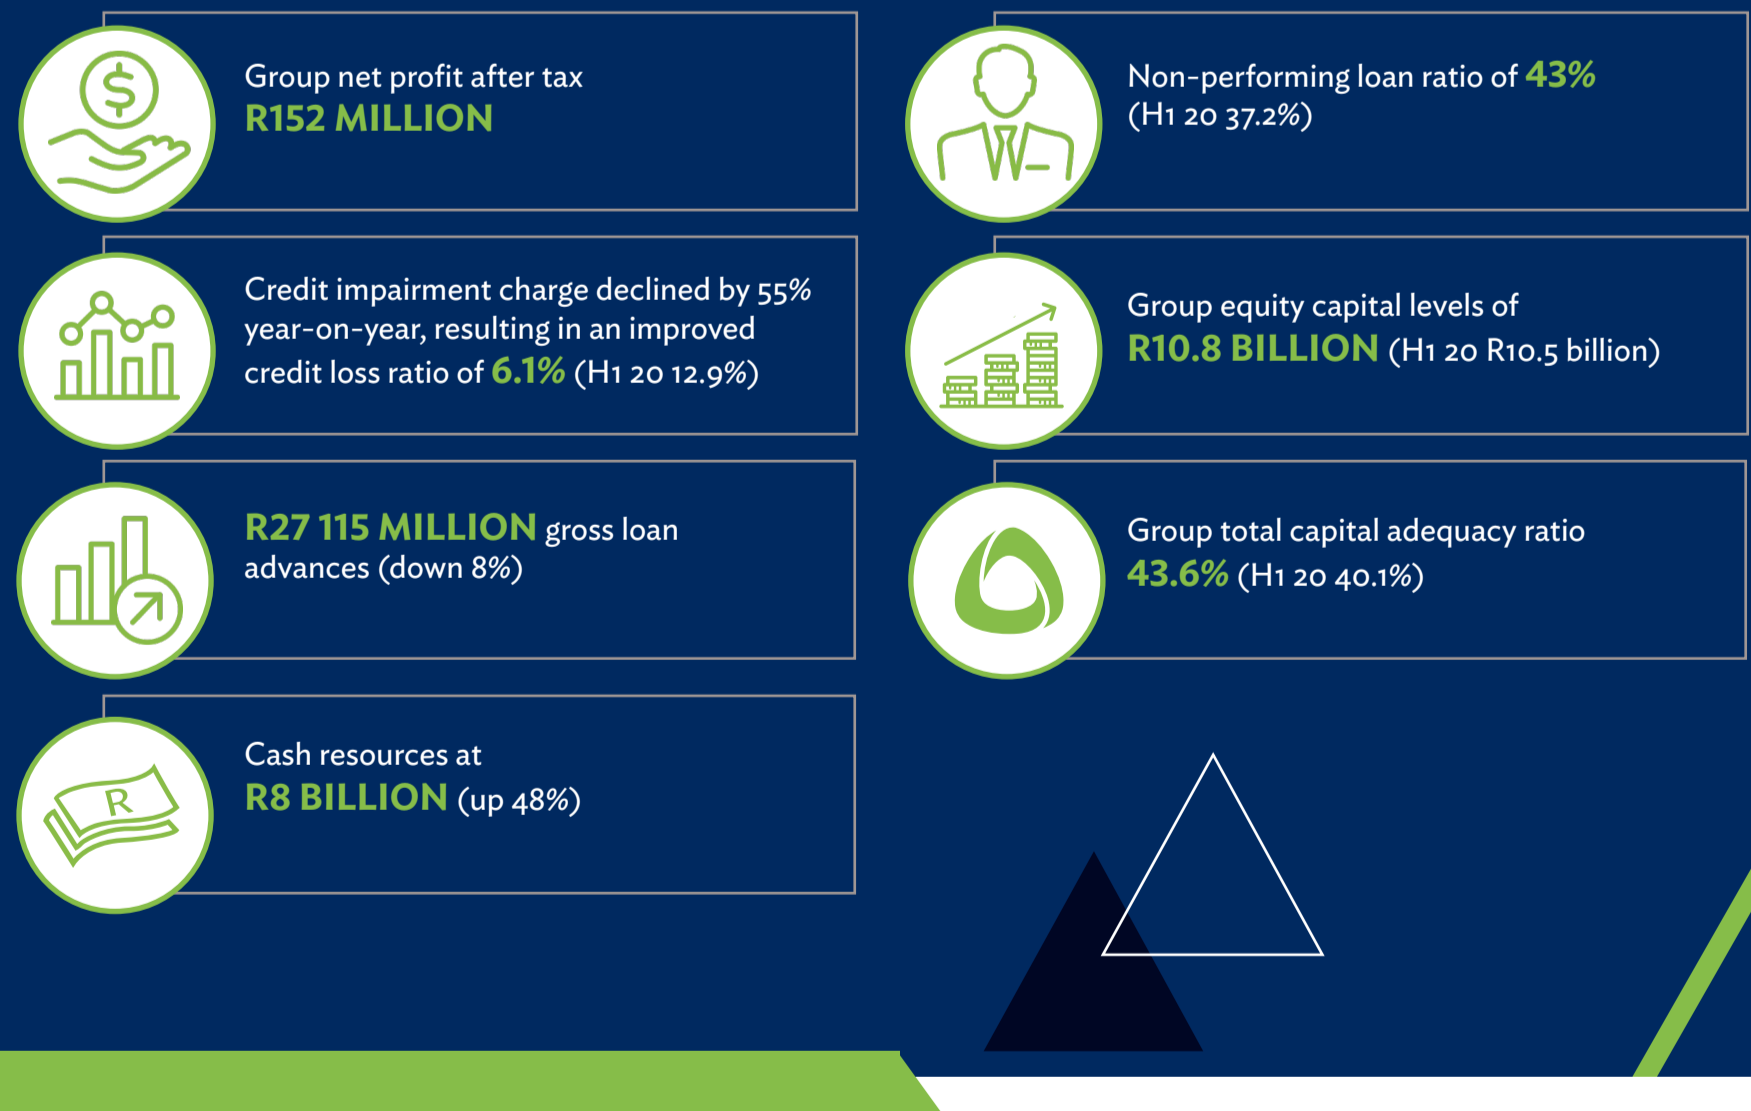 Group net profit after tax
R152 MILLION
Credit impairment charge declined by 55%
year-on-year, resulting in an improved
credit loss ratio of 6.1% (H1 20 12.9%)
R27 115 MILLION gross loan
advances (down 8%)
R
Cash resources at
R8 BILLION (up 48%)
Non-performing loan ratio of 43%
(H1 20 37.2%)
Group equity capital levels of
R10.8 BILLION (H1 20 R10.5 billion)
Group total capital adequacy ratio
43.6% (H1 20 40.1%)